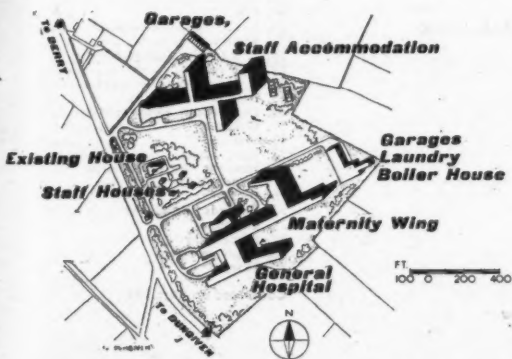 To DERRY
Garages,
Staff Accommodation
Existing House
Staff Houses
Garages
Laundry
Boiler House
Maternity Wing
General
Hospital
FT.
100 0 200 400
N
To DUNGIVEN